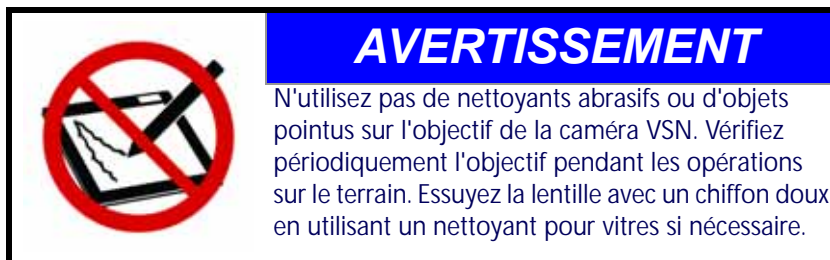 AVERTISSEMENT
N'utilisez pas de nettoyants abrasifs ou d'objets
pointus sur l'objectif de la caméra VSN. Vérifiez
périodiquement l'objectif pendant les opérations
sur le terrain. Essuyez la lentille avec un chiffon doux
en utilisant un nettoyant pour vitres si nécessaire.